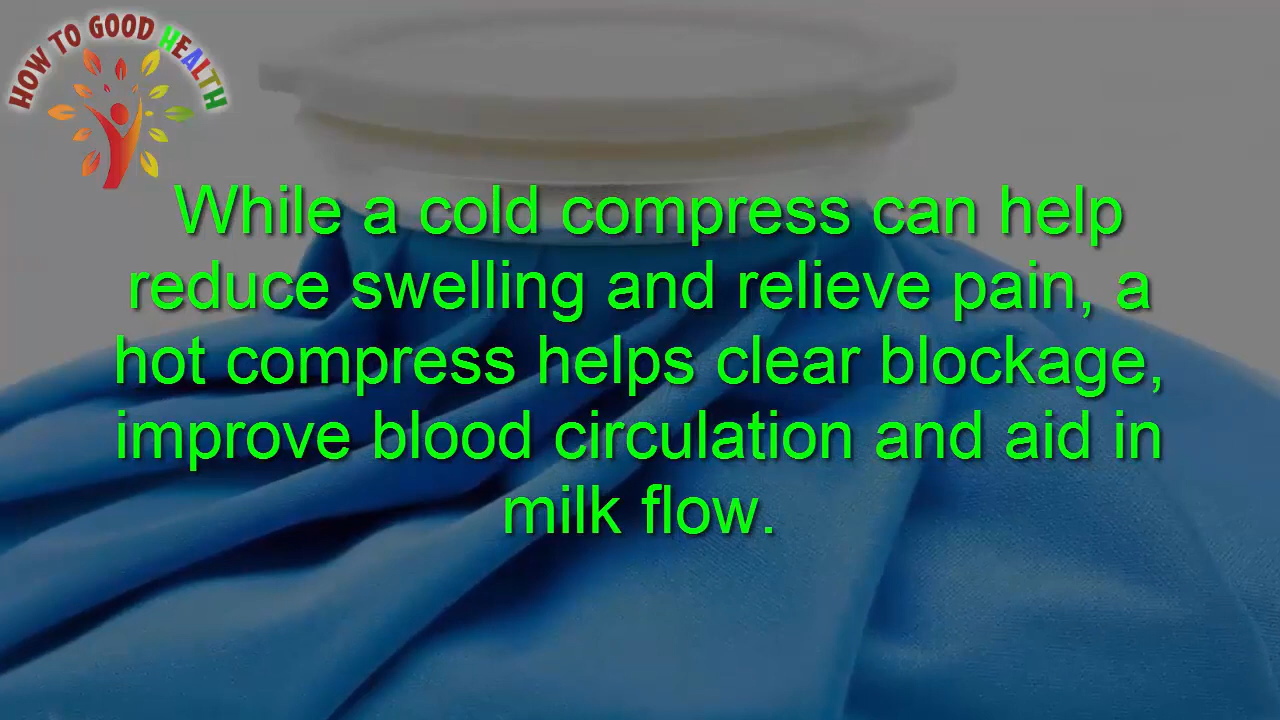 HOW TO GOOD HEALTH
While a cold compress can help
reduce swelling and relieve pain, a
hot compress helps clear blockage,
improve blood circulation and aid in
milk flow.